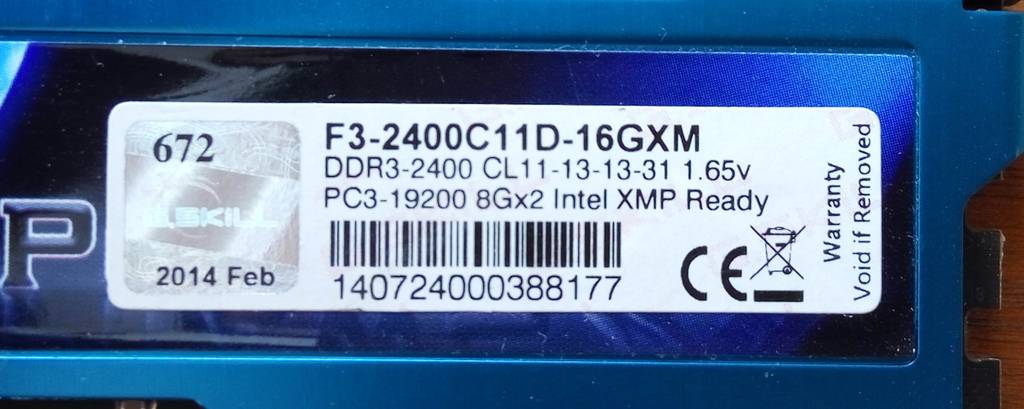 P
672
G.SKILL
2014 Feb
F3-2400C11D-16GXM
DDR3-2400 CL11-13-13-31 1.65v
PC3-19200 8Gx2 Intel XMP Ready
140724000388177
CE
Warranty
Void if Removed